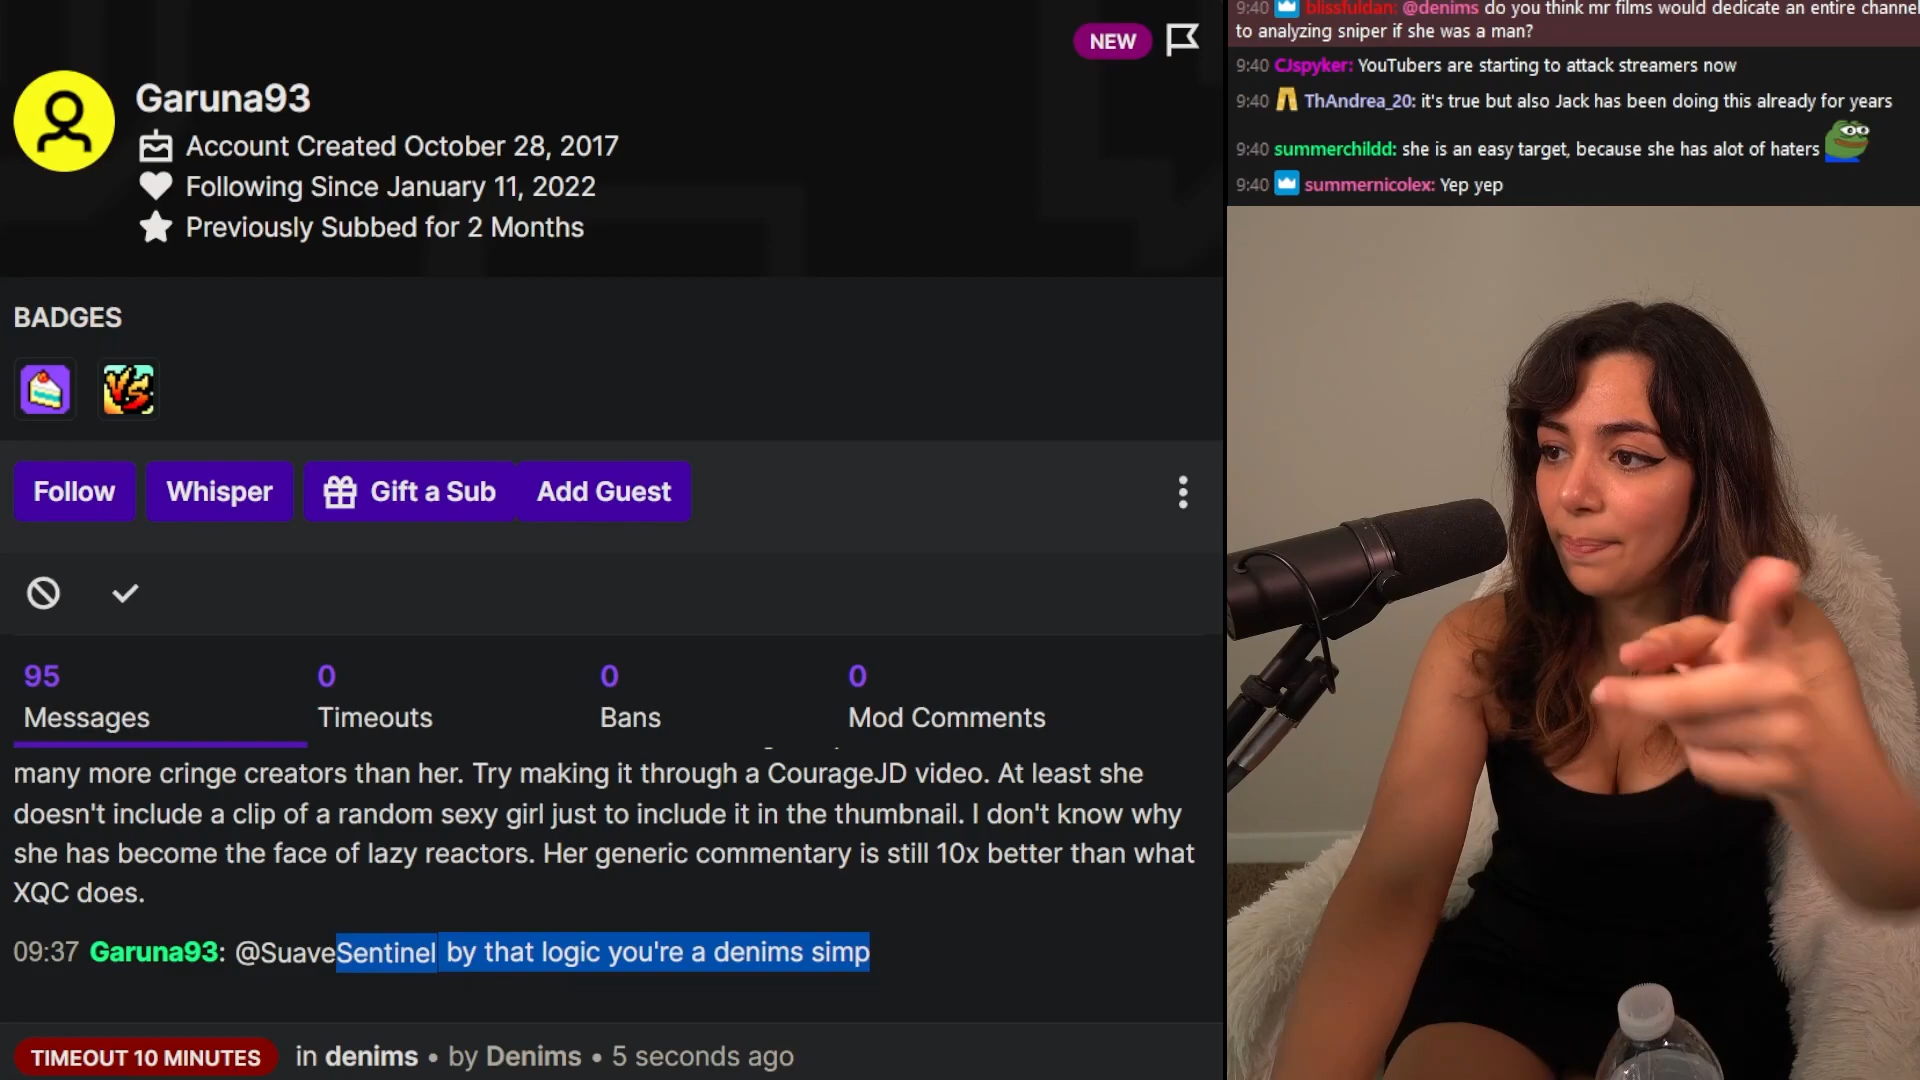 NEW
Garuna93
Account Created October 28, 2017
Following Since January 11, 2022
Previously Subbed for 2 Months
BADGES
Follow
Whisper
Gift a Sub
Add Guest
95
Messages
0
Timeouts
0
Bans
0
Mod Comments
many more cringe creators than her. Try making it through a CourageJD video. At least she
doesn't include a clip of a random sexy girl just to include it in the thumbnail. I don't know why
she has become the face of lazy reactors. Her generic commentary is still 10x better than what
XQC does.
09:37 Garuna93: @SuaveSentinel by that logic you're a denims simp
TIMEOUT 10 MINUTES in denims • by Denims • 5 seconds ago
9:40 blissfuldan: @denims do you think mr films would dedicate an entire channel
to analyzing sniper if she was a man?
9:40 CJspyker: YouTubers are starting to attack streamers now
9:40 ThAndrea_20: it's true but also Jack has been doing this already for years
9:40 summerchildd: she is an easy target, because she has alot of haters
9:40 summernicolex: Yep yep